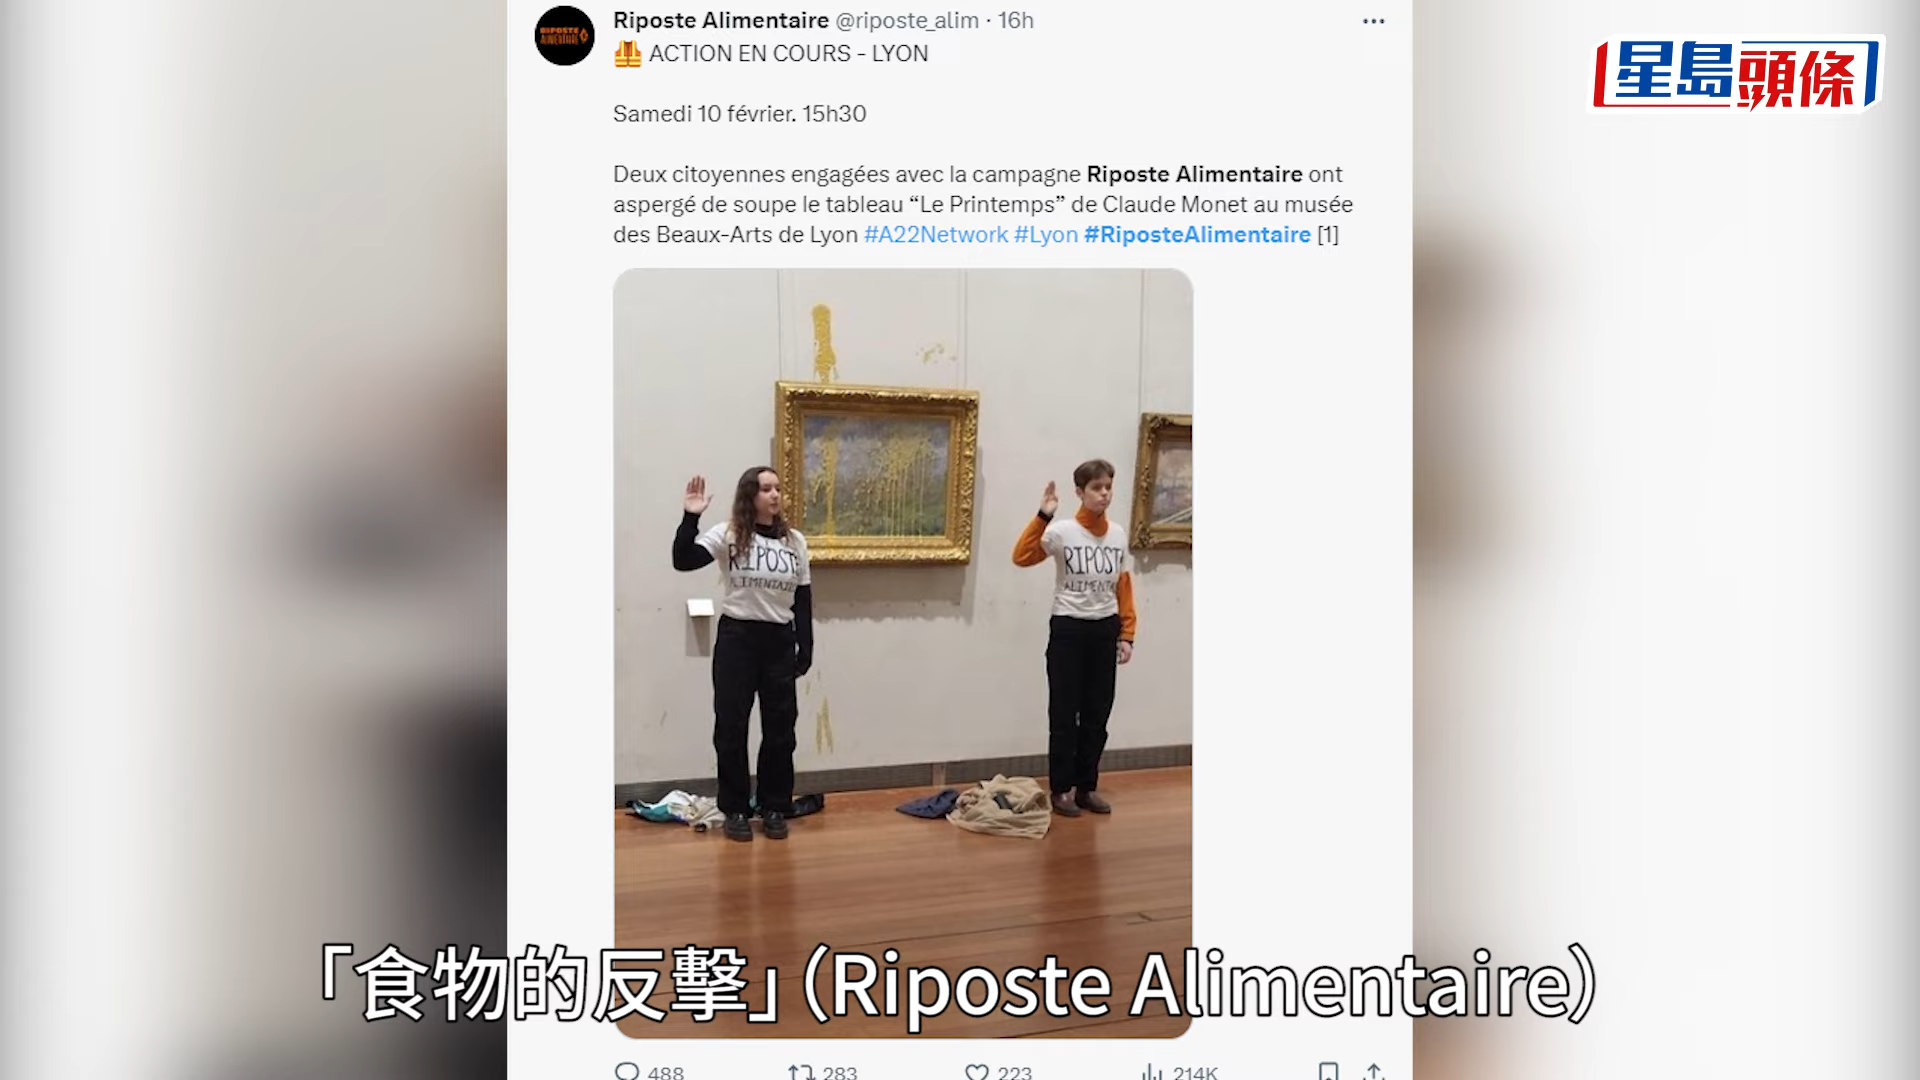 Riposte Alimentaire @riposte_alim · 16h
ACTION EN COURS - LYON
星島頭條
Samedi 10 février. 15h30
Deux citoyennes engagées avec la campagne Riposte Alimentaire ont
aspergé de soupe le tableau “Le Printemps” de Claude Monet au musée
des Beaux-Arts de Lyon #A22Network #Lyon #RiposteAlimentaire [1]
RIPOSTE
ALIMENTAIRE
RIPOST
ALIMENTA
「食物的反擊」(Riposte Alimentaire)
488 283 223 214K